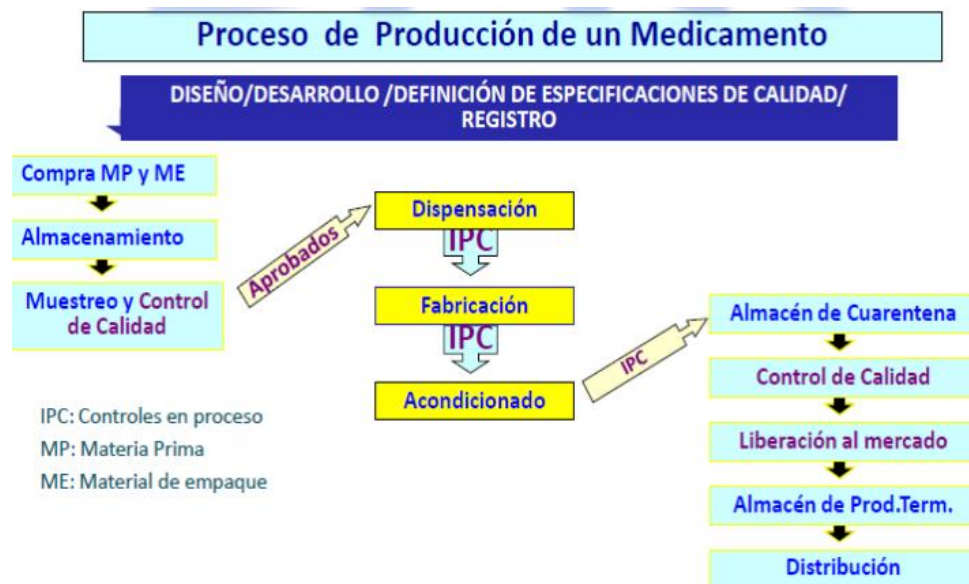 Proceso de Producción de un Medicamento
DISEÑO/DESARROLLO /DEFINICIÓN DE ESPECIFICACIONES DE CALIDAD/
REGISTRO
Compra MP y ME
Almacenamiento
Muestreo y Control
de Calidad
Aprobados
Dispensación
IPC
Fabricación
IPC
Acondicionado
IPC
Almacén de Cuarentena
Control de Calidad
Liberación al mercado
Almacén de Prod.Term.
Distribución
IPC: Controles en proceso
MP: Materia Prima
ME: Material de empaque